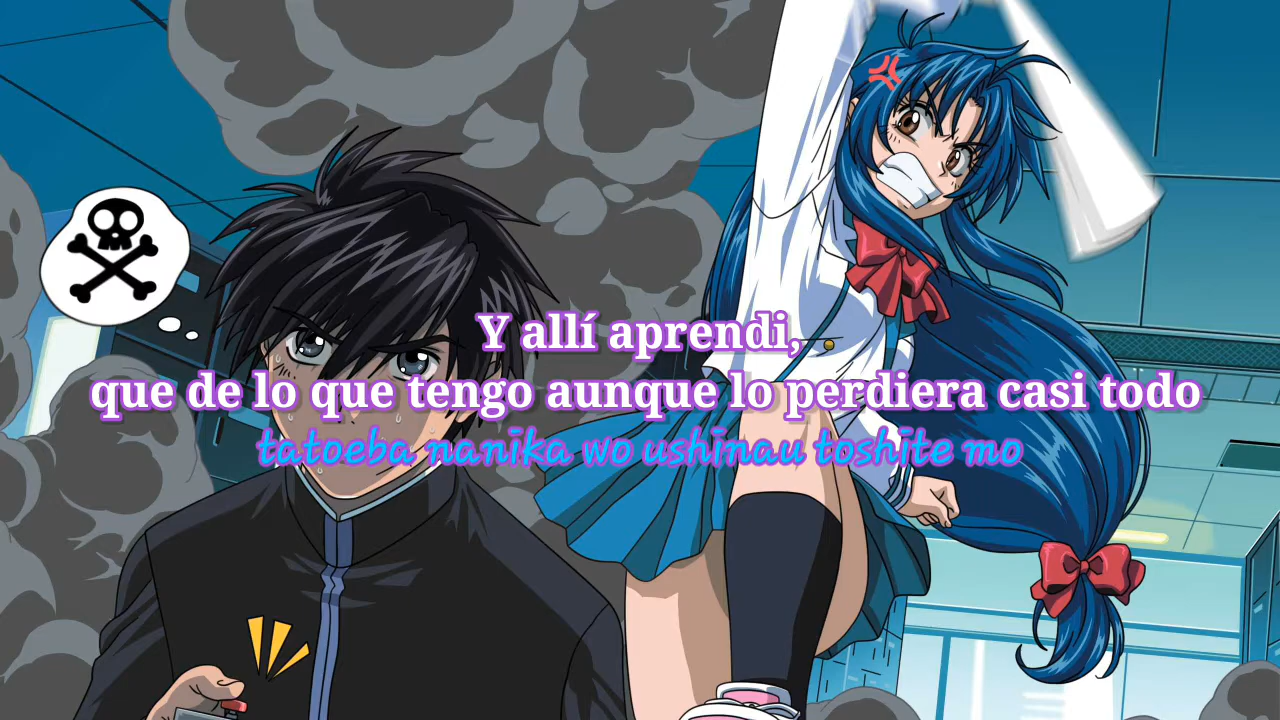 Y allí aprendi,
que de lo que tengo aunque lo perdiera casi todo
tatoeba nanika wo ushinau toshite mo